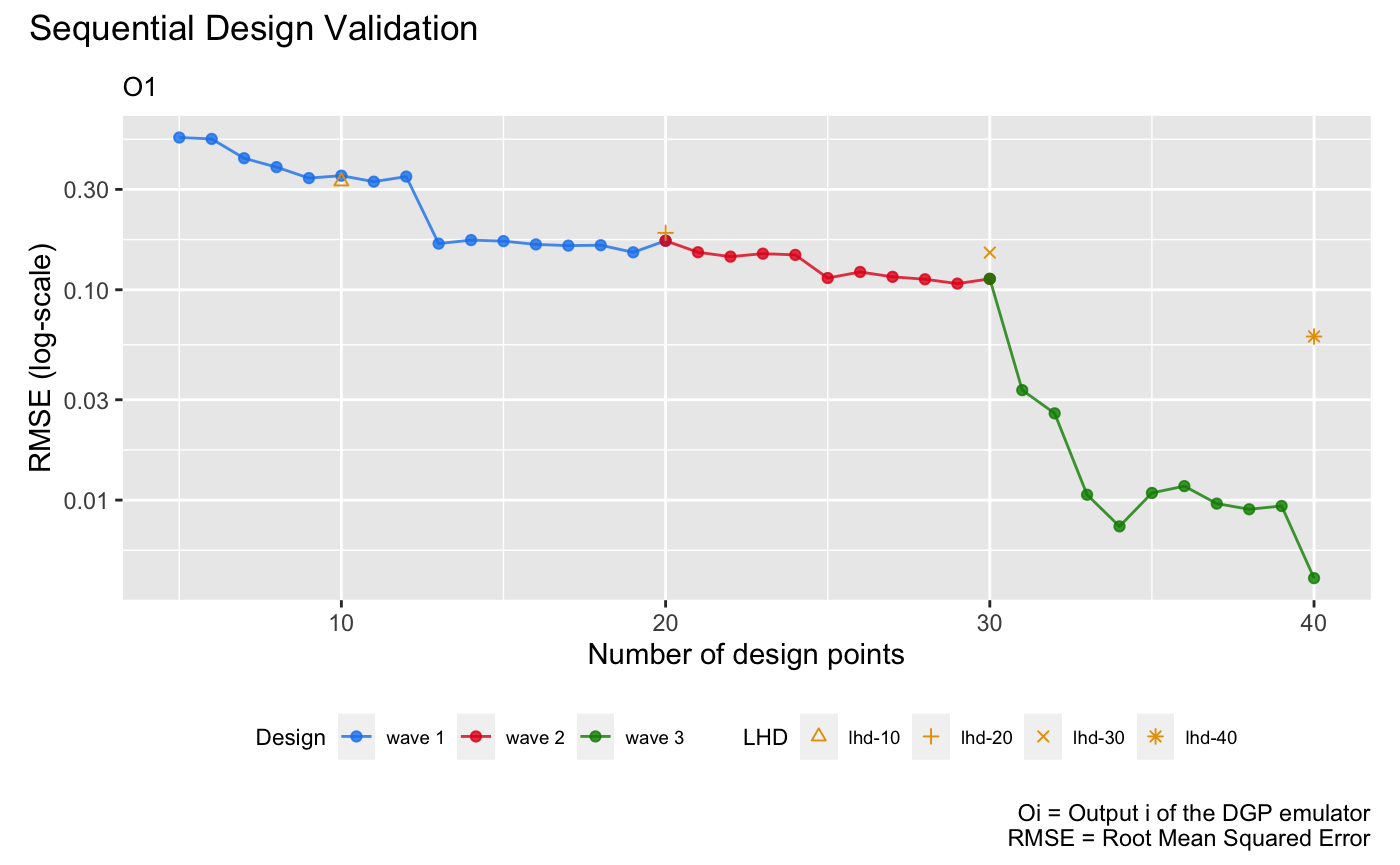 Sequential Design Validation
O1
RMSE (log-scale)
0.30
0.10
0.03
0.01
10 20 30 40
Number of design points
Design wave 1 wave 2 wave 3 LHD lhd-10 lhd-20 lhd-30 lhd-40
Oi = Output i of the DGP emulator
RMSE = Root Mean Squared Error